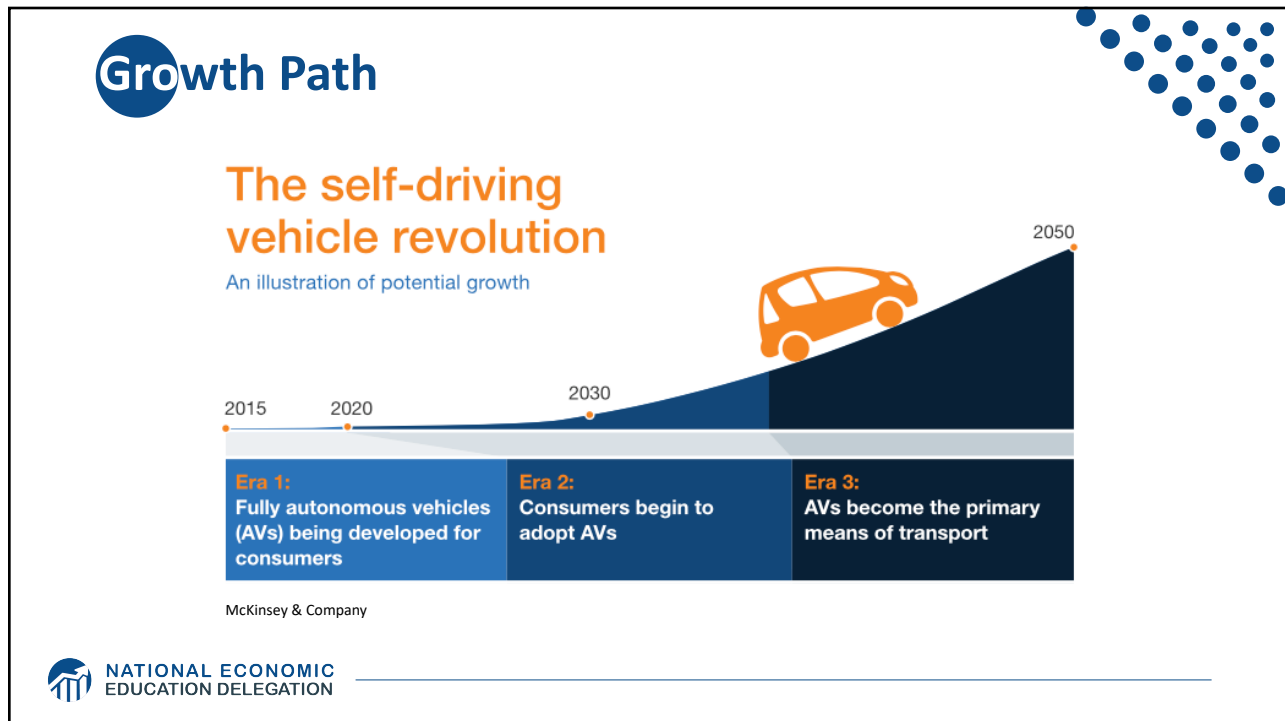 Growth Path
The self-driving
vehicle revolution
An illustration of potential growth
2015
2020
2030
2050
Era 1:
Fully autonomous vehicles
(AVs) being developed for
consumers
Era 2:
Consumers begin to
adopt AVs
Era 3:
AVs become the primary
means of transport
McKinsey & Company
NATIONAL ECONOMIC
EDUCATION DELEGATION